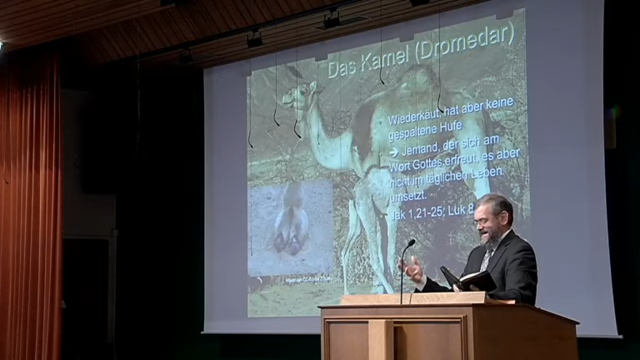 Das Kamel (Dromedar)
Wiederkäut, hat aber keine
gespaltene Hufe
➔ Jemand, der sich am
Wort Gottes erfreut, es aber
nicht im täglichen Leben
umsetzt.
Jak 1,21-25; Luk 8